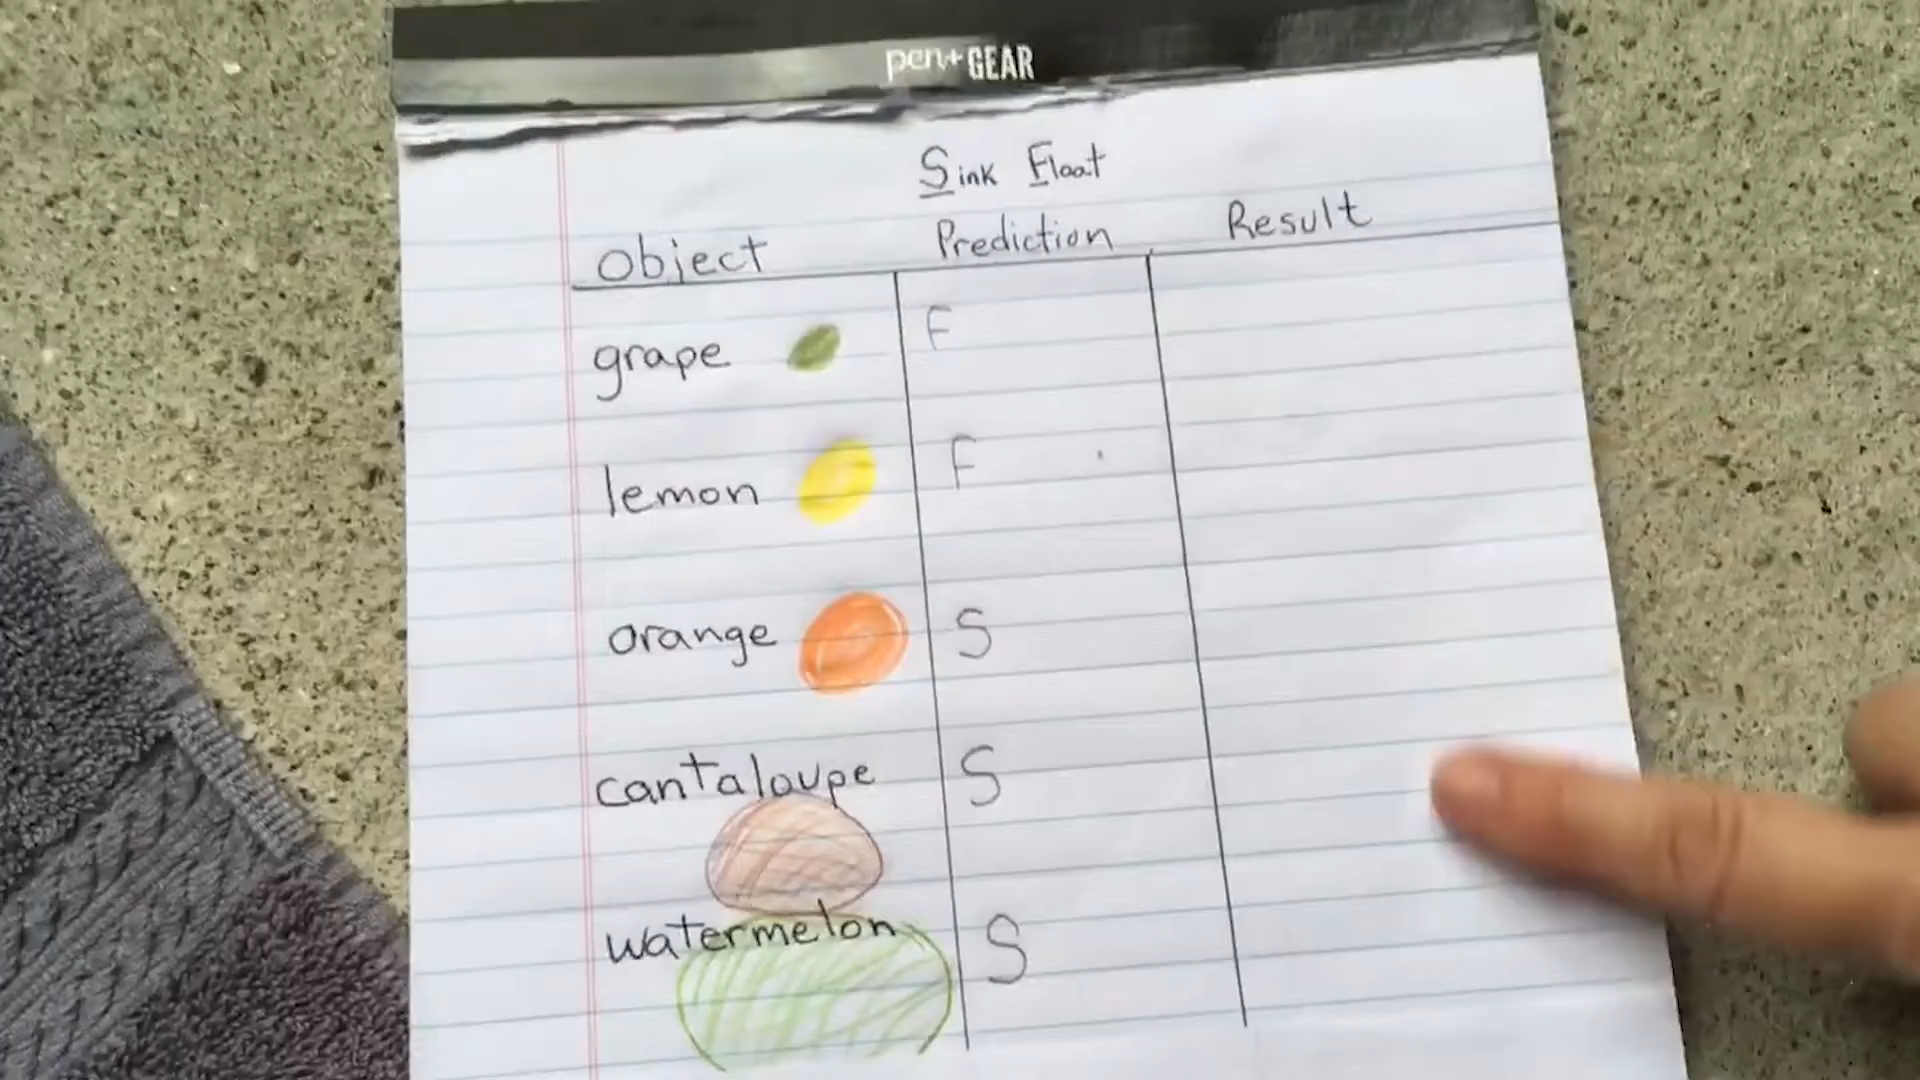 pen+GEAR
Sink Float
Object Prediction Result
grape F
lemon F
orange S
cantaloupe S
watermelon S